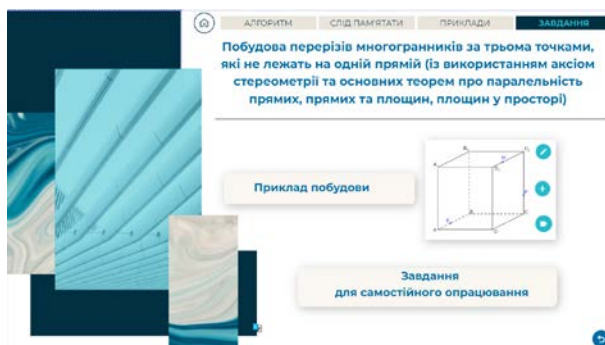 АЛГОРИТМ СЛІД ПАМ'ЯТАТИ ПРИКЛАДИ ЗАВДАННЯ
Побудова перерізів многогранників за трьома точками,
які не лежать на одній прямій (із використанням аксіом
стереометрії та основних теорем про паралельність
прямих, прямих та площин, площин у просторі)
Приклад побудови
Завдання
для самостійного опрацювання